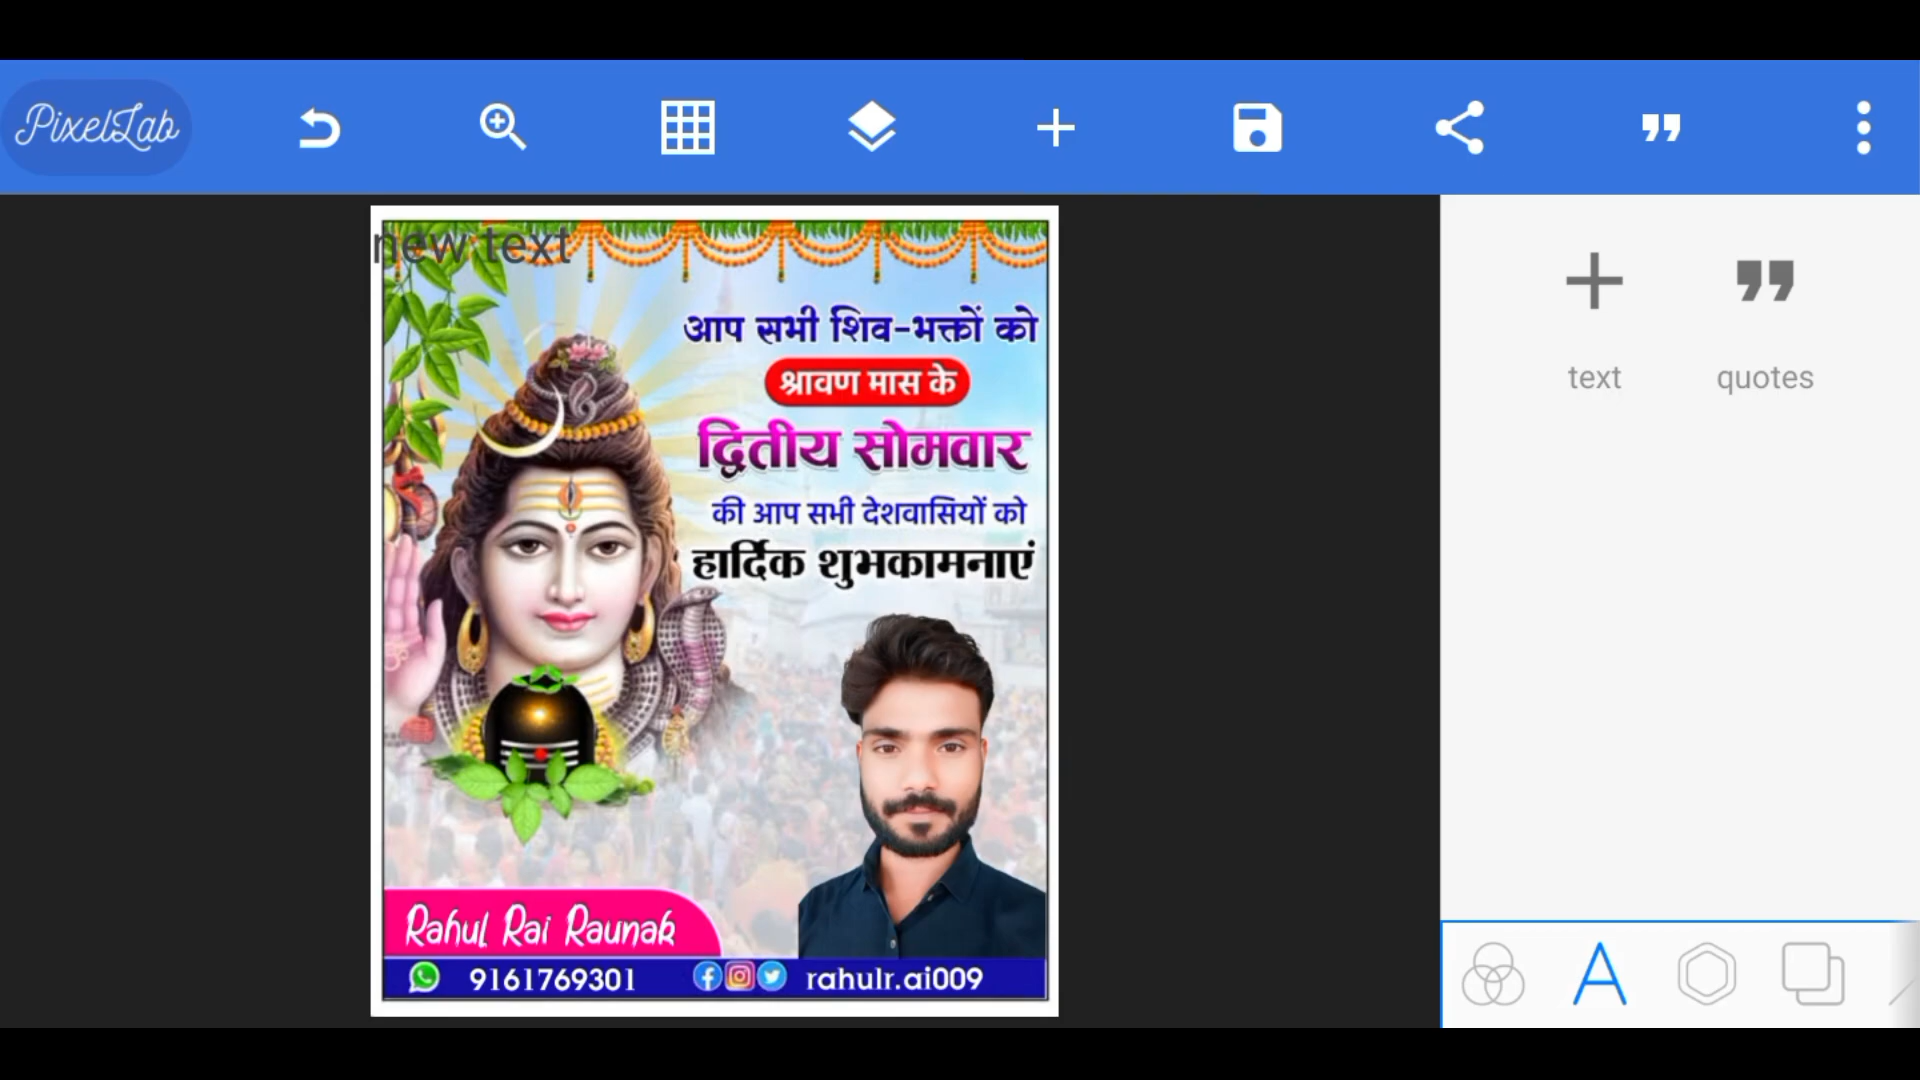 PixelLab
new text
text
quotes
आप सभी शिव-भक्तों को
श्रावण मास के
द्वितीय सोमवार
की आप सभी देशवासियों को
हार्दिक शुभकामनाएं
Rahul Rai Raunak
9161769301
rahulr.ai009